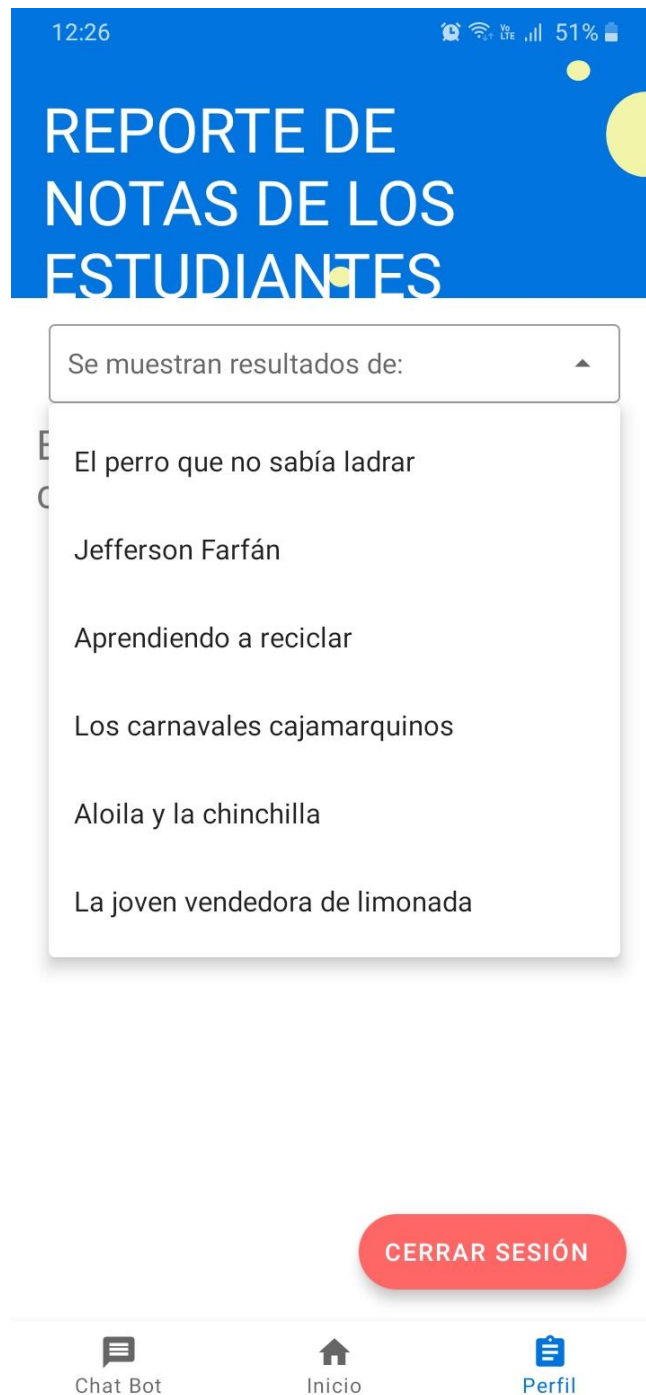 12:26 Vo LTE 51%
REPORTE DE
NOTAS DE LOS
ESTUDIANTES
Se muestran resultados de:
El perro que no sabía ladrar
Jefferson Farfán
Aprendiendo a reciclar
Los carnavales cajamarquinos
Aloila y la chinchilla
La joven vendedora de limonada
CERRAR SESIÓN
Chat Bot Inicio Perfil